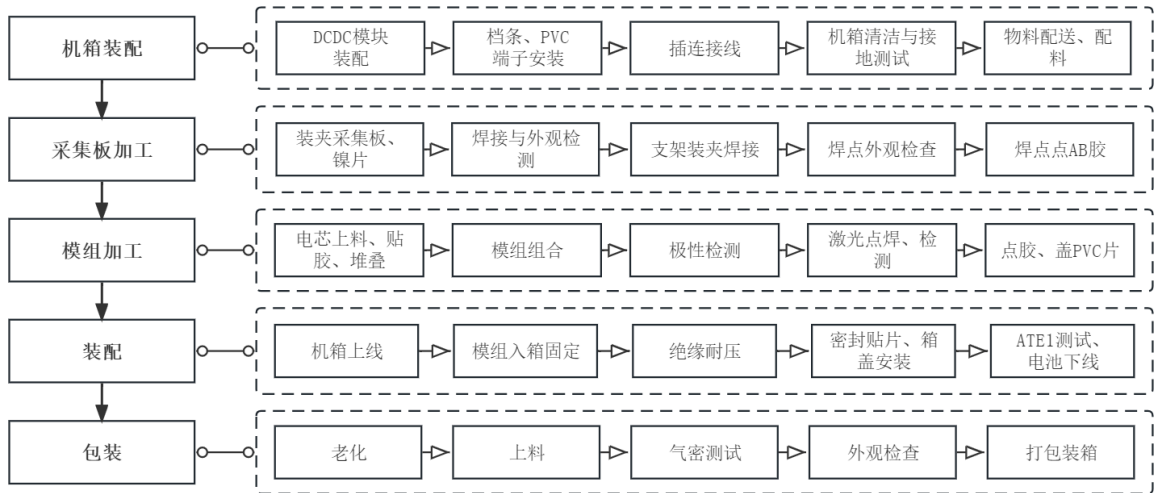 机箱装配
DCDC模块
装配
档条、PVC
端子安装
插连接线
机箱清洁与接
地测试
物料配送、配
料
采集板加工
装夹采集板、
镍片
焊接与外观检
测
支架装夹焊接
焊点外观检查
焊点点AB胶
模组加工
电芯上料、贴
胶、堆叠
模组组合
极性检测
激光点焊、检
测
点胶、盖PVC片
装配
机箱上线
模组入箱固定
绝缘耐压
密封贴片、箱
盖安装
ATE1测试、
电池下线
包装
老化
上料
气密测试
外观检查
打包装箱